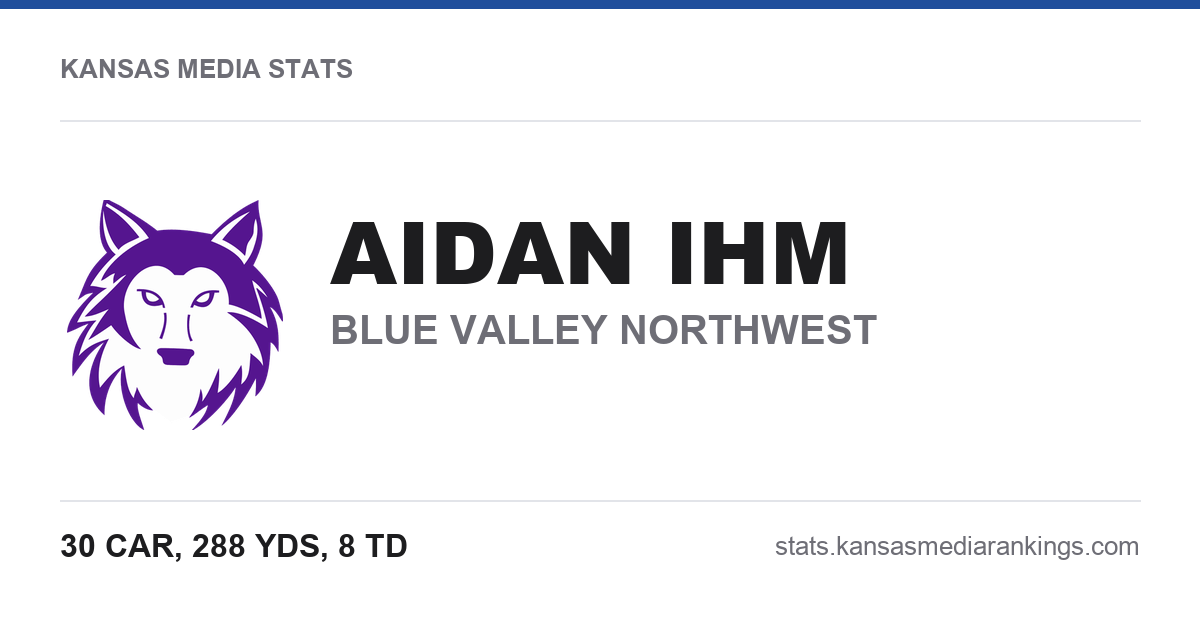 KANSAS MEDIA STATS
AIDAN IHM
BLUE VALLEY NORTHWEST
30 CAR, 288 YDS, 8 TD
stats.kansasmediarankings.com